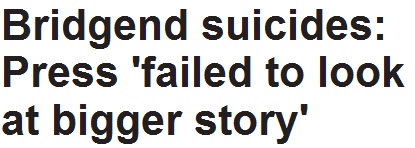 Bridgend suicides:
Press 'failed to look
at bigger story'